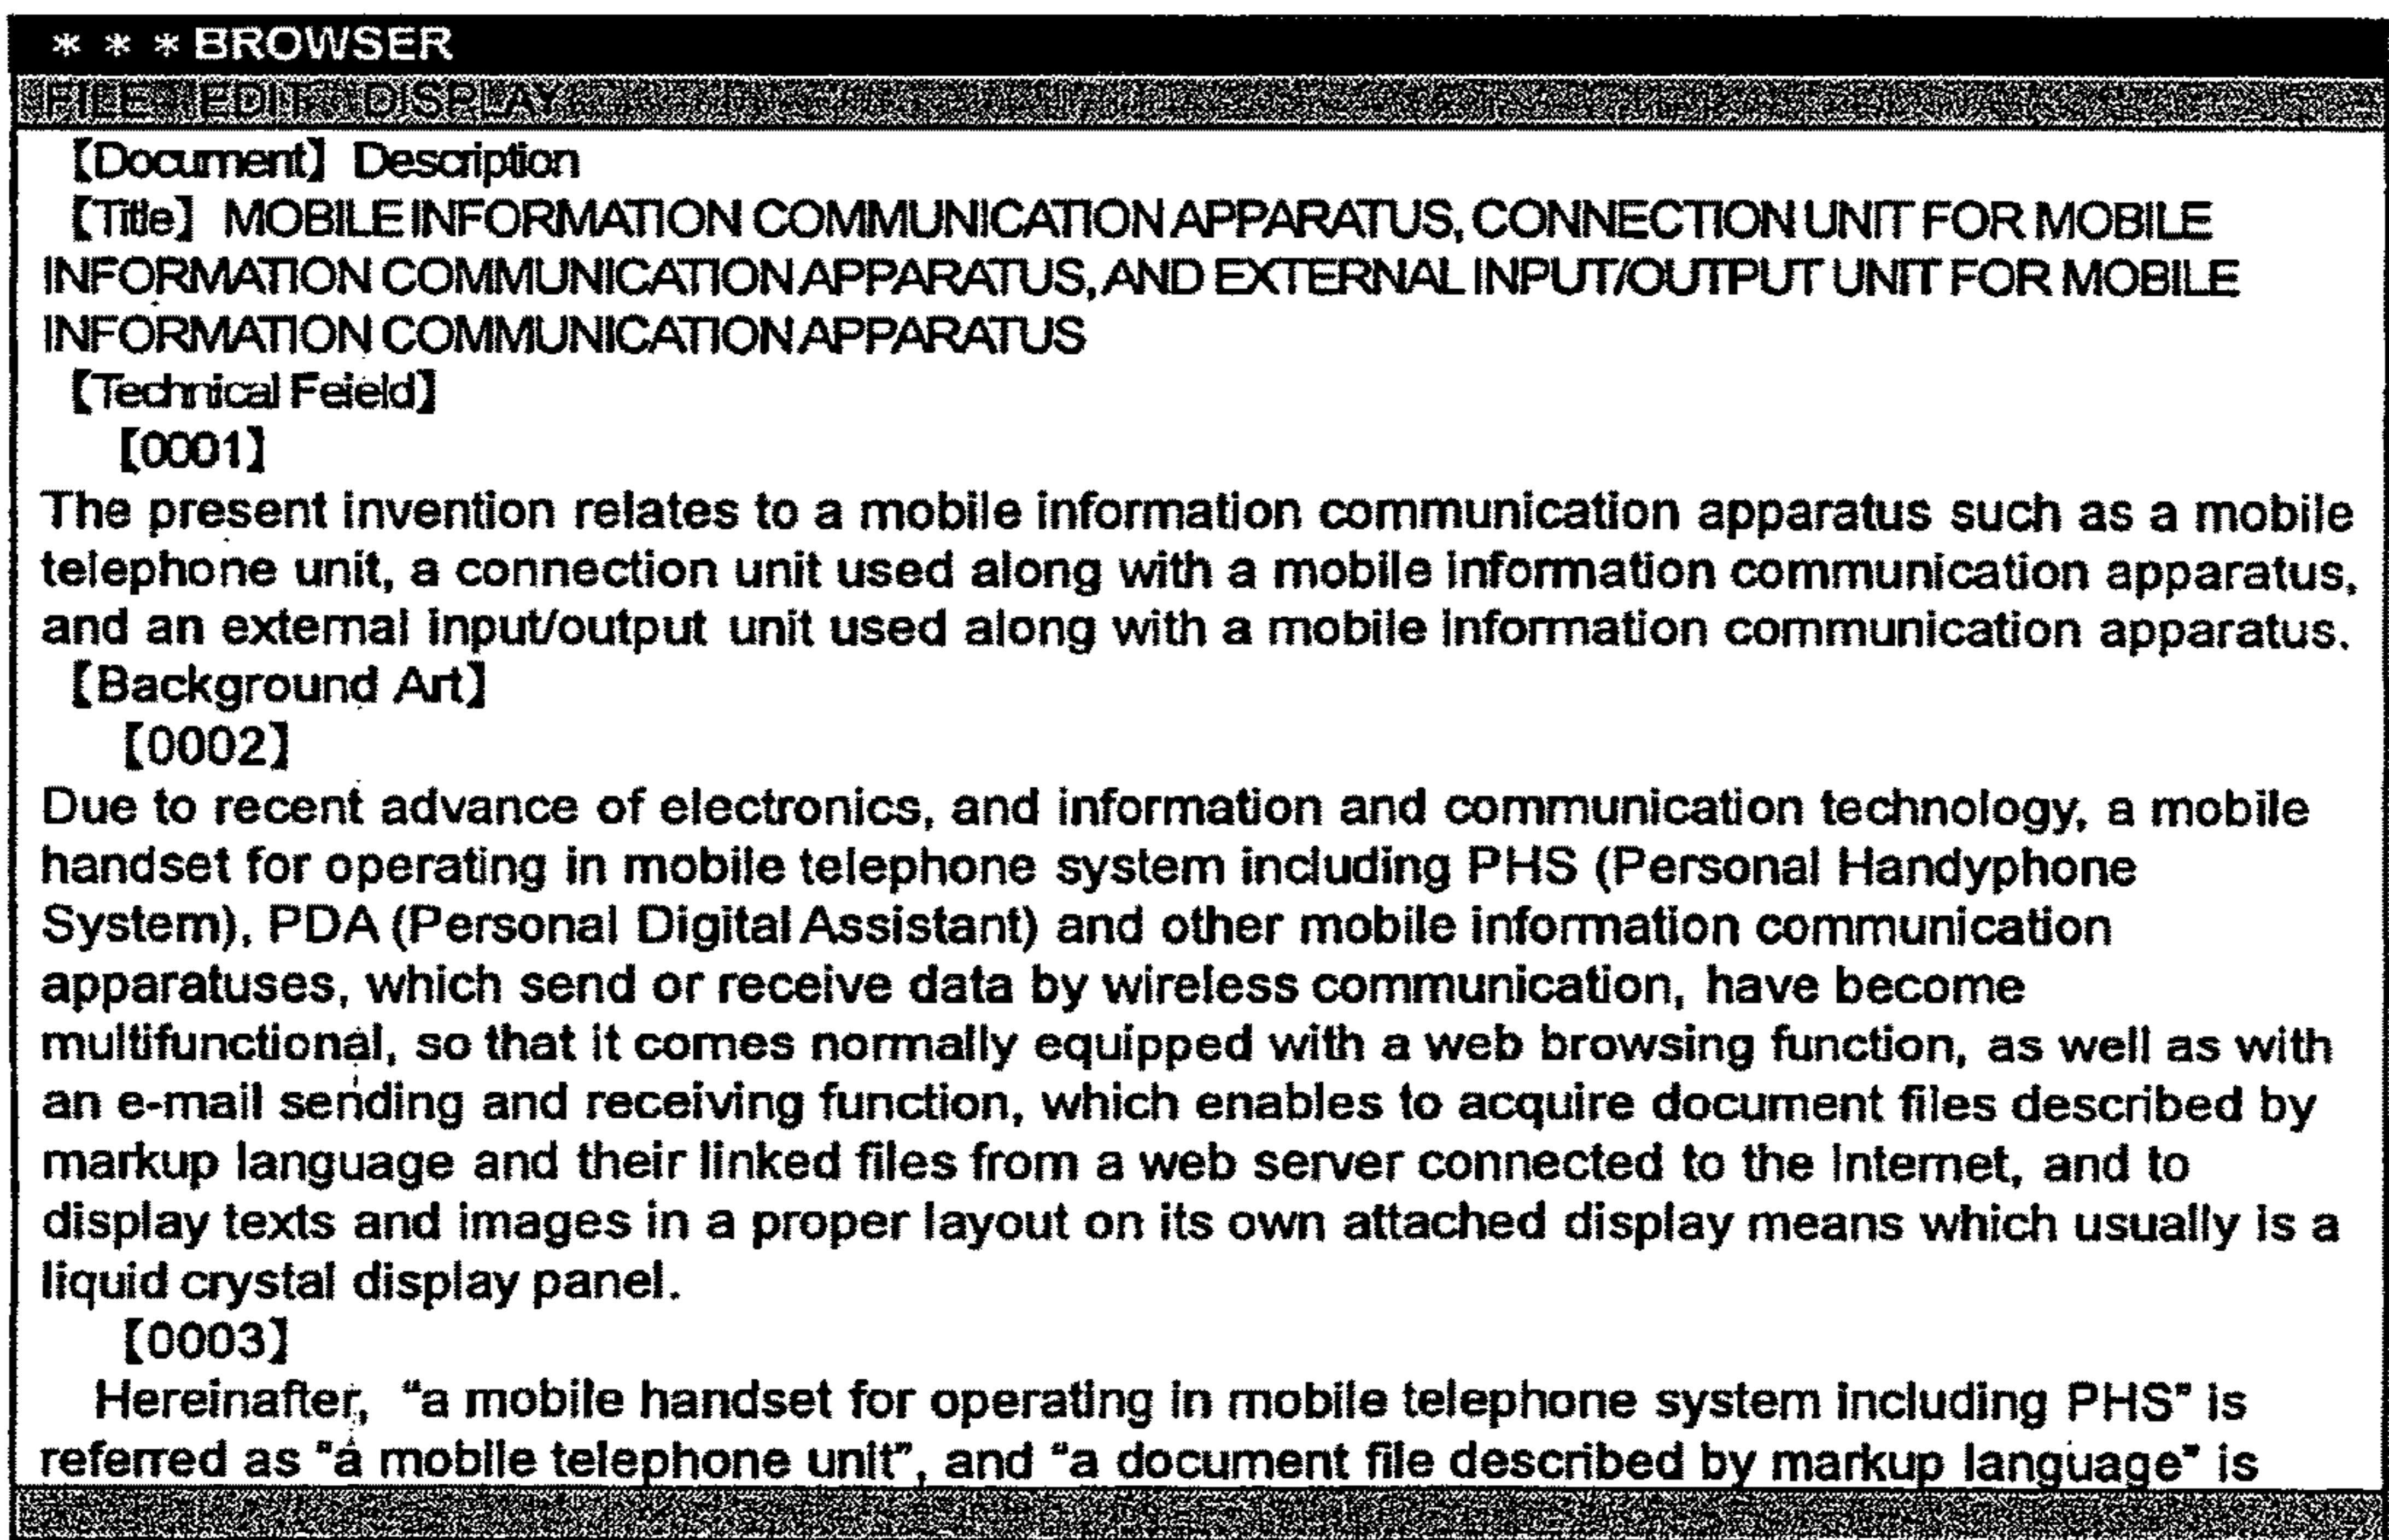 ＊ ＊ ＊ BROWSER
FILE EDIT DISPLAY
【Document】 Description
【Title】 MOBILE INFORMATION COMMUNICATION APPARATUS, CONNECTION UNIT FOR MOBILE
INFORMATION COMMUNICATION APPARATUS, AND EXTERNAL INPUT/OUTPUT UNIT FOR MOBILE
INFORMATION COMMUNICATION APPARATUS
【Technical Feield】
【0001】
The present invention relates to a mobile information communication apparatus such as a mobile
telephone unit, a connection unit used along with a mobile information communication apparatus,
and an external input/output unit used along with a mobile information communication apparatus.
【Background Art】
【0002】
Due to recent advance of electronics, and information and communication technology, a mobile
handset for operating in mobile telephone system including PHS (Personal Handyphone
System), PDA (Personal Digital Assistant) and other mobile information communication
apparatuses, which send or receive data by wireless communication, have become
multifunctional, so that it comes normally equipped with a web browsing function, as well as with
an e-mail sending and receiving function, which enables to acquire document files described by
markup language and their linked files from a web server connected to the Internet, and to
display texts and images in a proper layout on its own attached display means which usually is a
liquid crystal display panel.
【0003】
Hereinafter, "a mobile handset for operating in mobile telephone system including PHS" is
referred as "a mobile telephone unit", and "a document file described by markup language" is